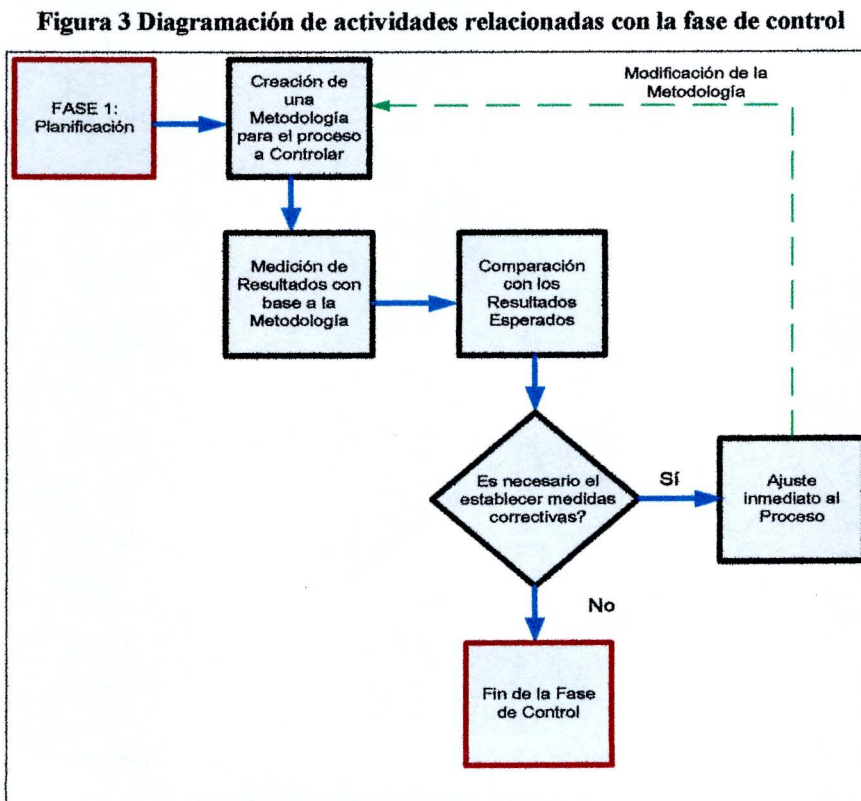 Figura 3 Diagramación de actividades relacionadas con la fase de control
FASE 1:
Planificación
Creación de
una
Metodología
para el proceso
a Controlar
Modificación de la
Metodología
Medición de
Resultados con
base a la
Metodología
Comparación
con los
Resultados
Esperados
Es necesario el
establecer medidas
correctivas?
Sí
Ajuste
inmediato al
Proceso
No
Fin de la Fase
de Control